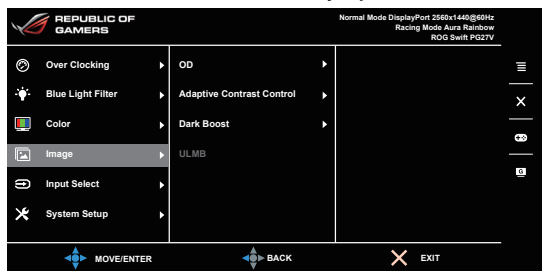 REPUBLIC OF
GAMERS
Normal Mode DisplayPort 2560x1440@60Hz
Racing Mode Aura Rainbow
ROG Swift PG27V
Over Clocking
OD
Blue Light Filter
Adaptive Contrast Control
Color
Dark Boost
Image
ULMB
Input Select
System Setup
MOVE/ENTER
BACK
EXIT